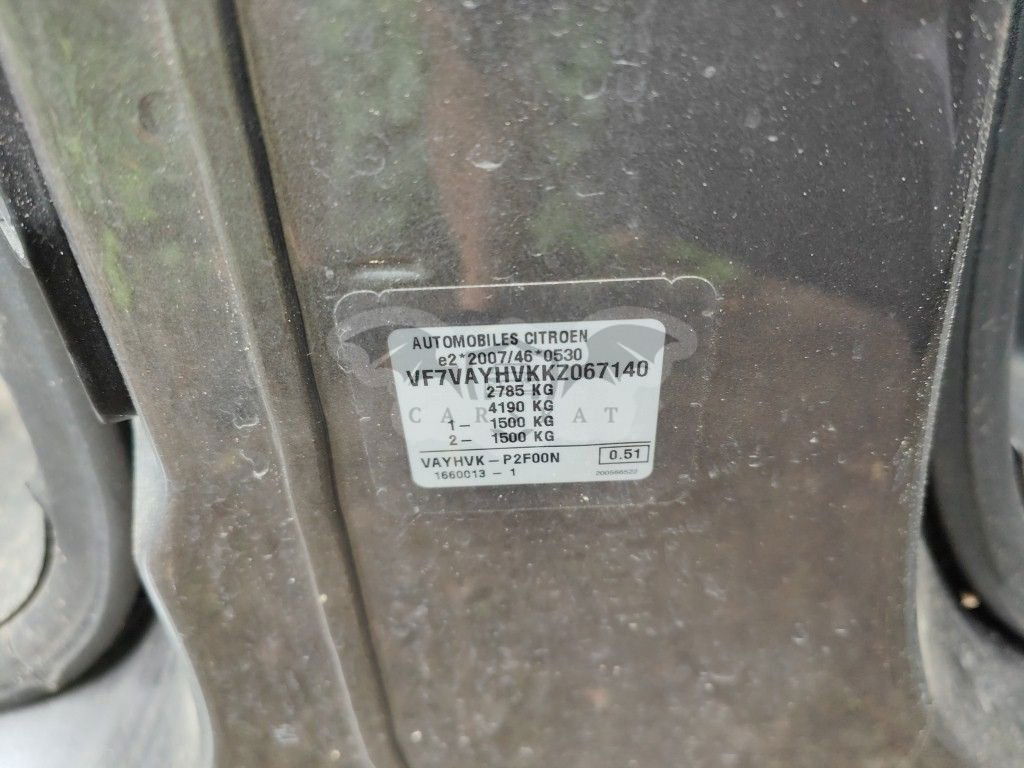 AUTOMOBILES CITROEN
e2*2007/46*0530
VF7VAYHVKKZ067140
2785 KG
4190 KG
1- 1500 KG
2- 1500 KG
VAYHVK-P2F00N 0.51
1660013 - 1 200586522